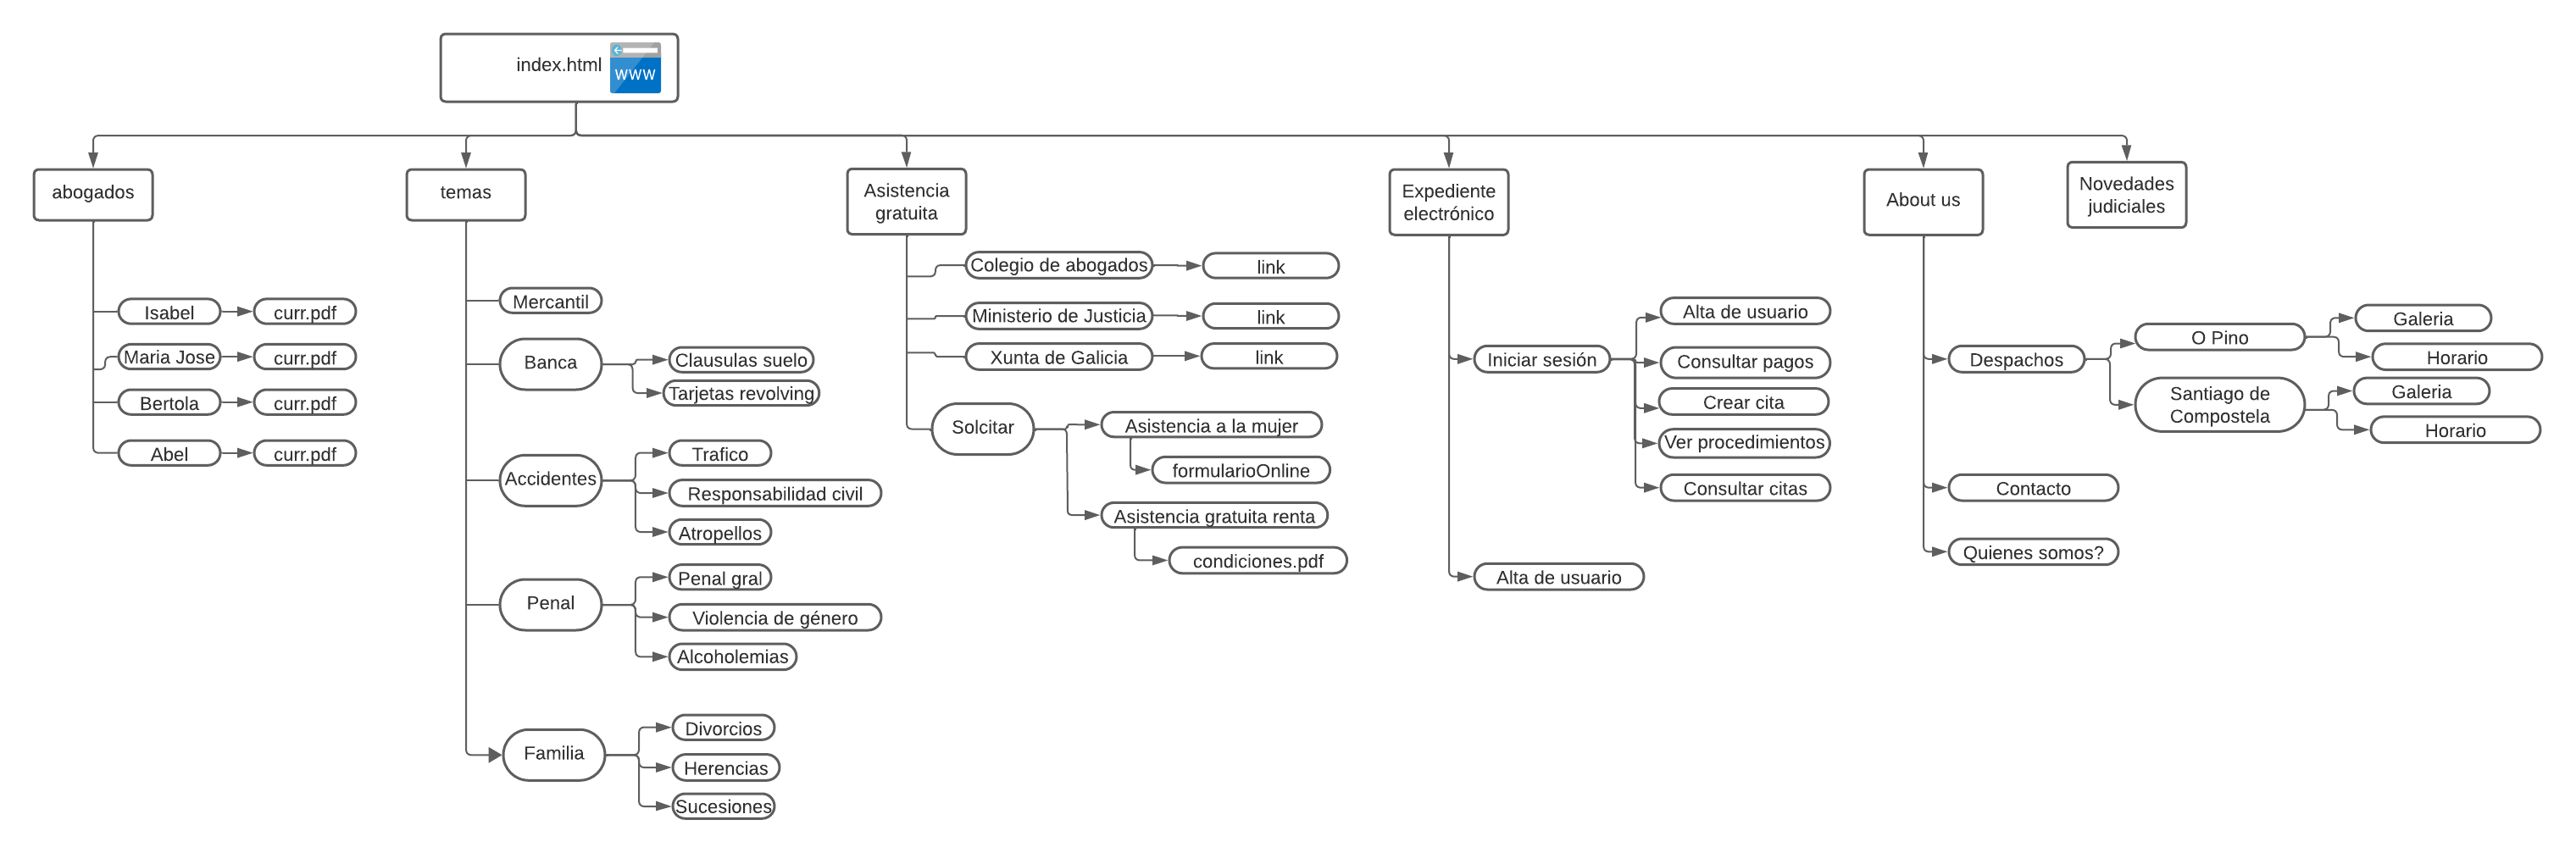 index.html
WWW
abogados
temas
Asistencia
gratuita
Expediente
electrónico
About us
Novedades
judiciales
Isabel
curr.pdf
Maria Jose
curr.pdf
Bertola
curr.pdf
Abel
curr.pdf
Mercantil
Banca
Clausulas suelo
Tarjetas revolving
Accidentes
Trafico
Responsabilidad civil
Atropellos
Penal
Penal gral
Violencia de género
Alcoholemias
Familia
Divorcios
Herencias
Sucesiones
Colegio de abogados
link
Ministerio de Justicia
link
Xunta de Galicia
link
Solcitar
Asistencia a la mujer
formularioOnline
Asistencia gratuita renta
condiciones.pdf
Iniciar sesión
Alta de usuario
Consultar pagos
Crear cita
Ver procedimientos
Consultar citas
Alta de usuario
Despachos
O Pino
Galeria
Horario
Santiago de
Compostela
Galeria
Horario
Contacto
Quienes somos?